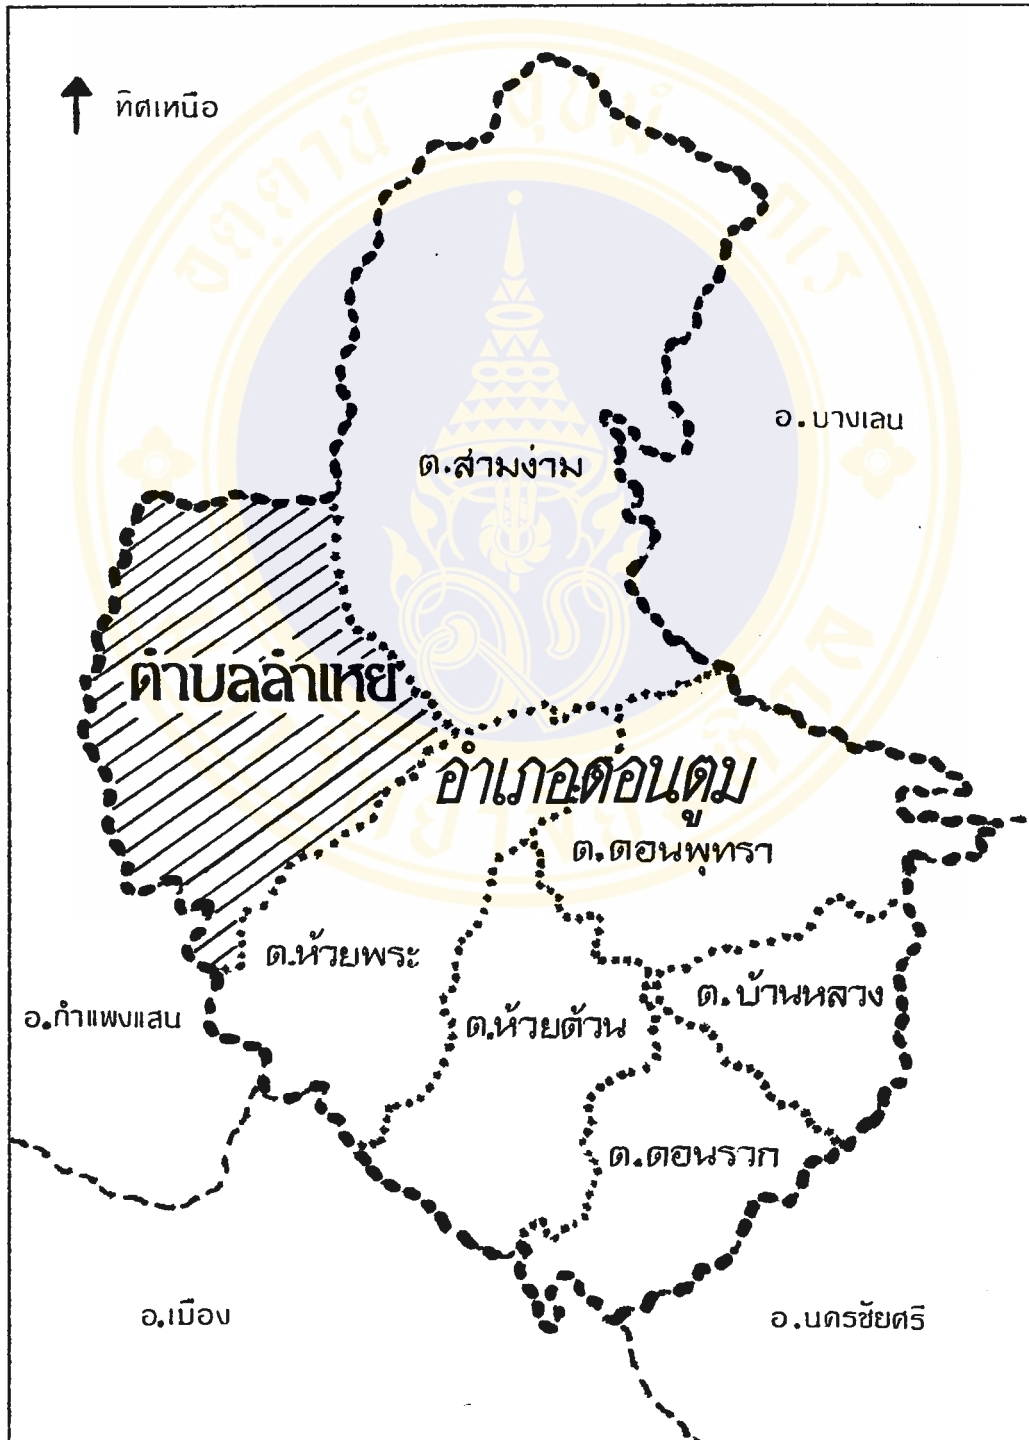 ทิศเหนือ
อ.บางเลน
ต.สามง่าม
ตำบลลำเหย
อำเภอดอนตูม
ต.ดอนพุทรา
ต.ห้วยพระ
ต.บ้านหลวง
อ.กำแพงแสน
ต.ห้วยด้วน
ต.ดอนรวก
อ.เมือง
อ.นครชัยศรี